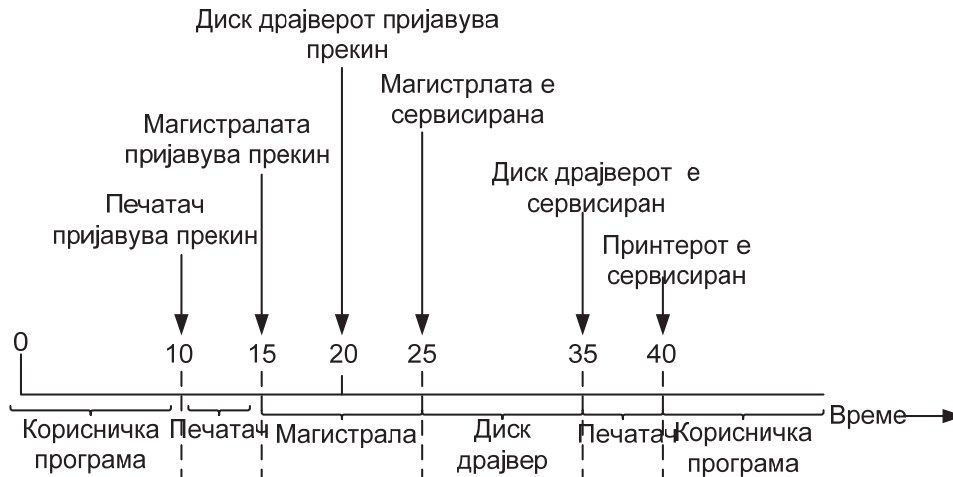 Диск драјверот пријавува
прекин
Магистрлата е
сервисирана
Магистралата
пријавува прекин
Диск драјверот е
сервисиран
Печатач
пријавува прекин
Принтерот е
сервисиран
0
10
15
20
25
35
40
Време
Корисничка
програма
Печатач
Магистрала
Диск
драјвер
Печатач
Корисничка
програма